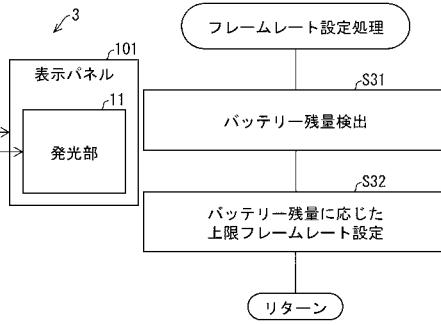 3
101
表示パネル
11
発光部
フレームレート設定処理
S31
バッテリー残量検出
S32
バッテリー残量に応じた
上限フレームレート設定
リターン